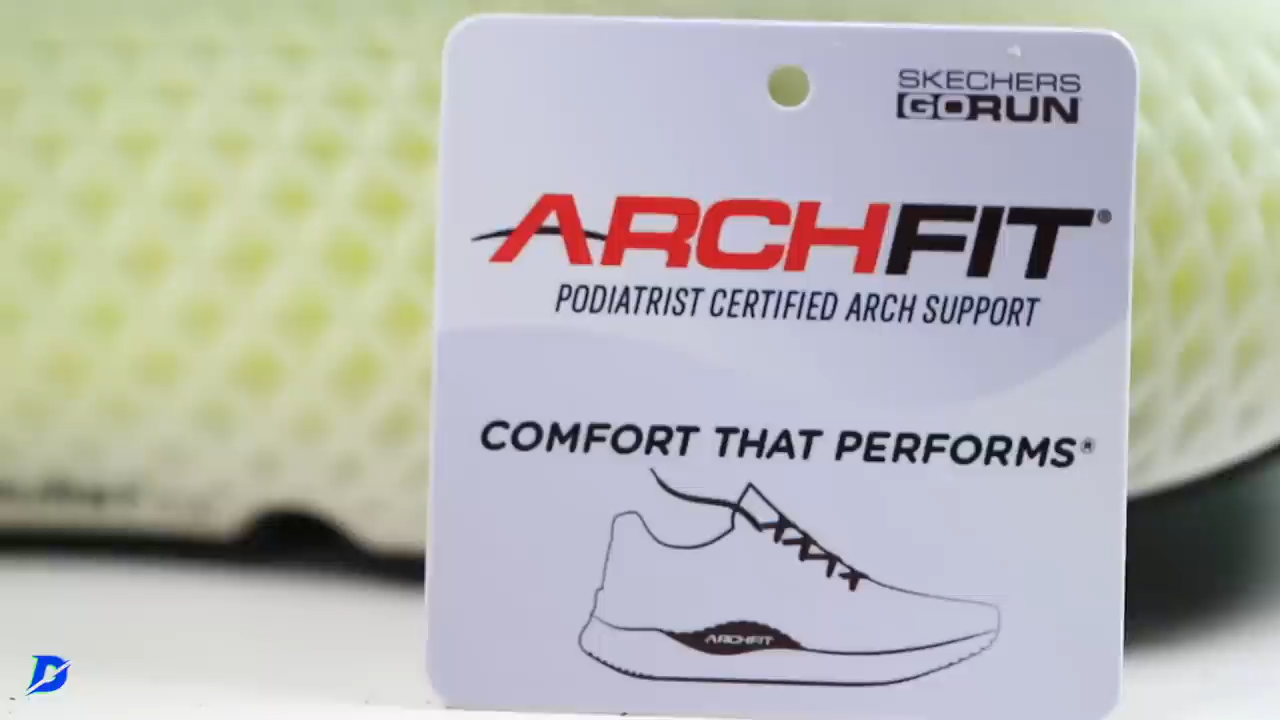 SKECHERS
GORUN
ARCHFIT®
PODIATRIST CERTIFIED ARCH SUPPORT
COMFORT THAT PERFORMS®
ARCHFIT